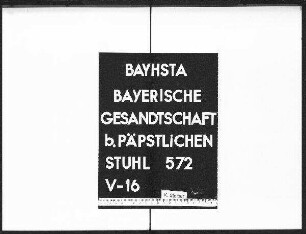 BAYHSTA
BAYERISCHE
GESANDTSCHAFT
b. PÄPSTLICHEN
STUHL 572
V-16